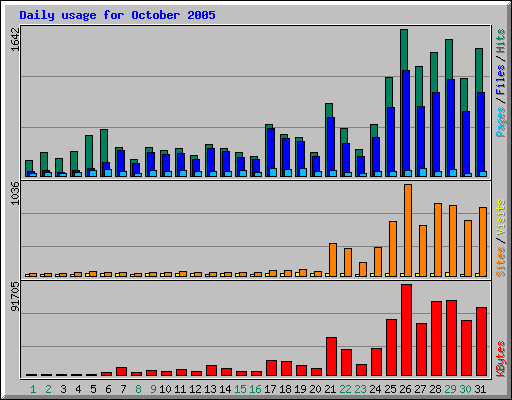 Daily usage for October 2005
1642
Pages / Files / Hits
1036
Sites / Visits
91705
KBytes
1 2 3 4 5 6 7 8 9 10 11 12 13 14 15 16 17 18 19 20 21 22 23 24 25 26 27 28 29 30 31